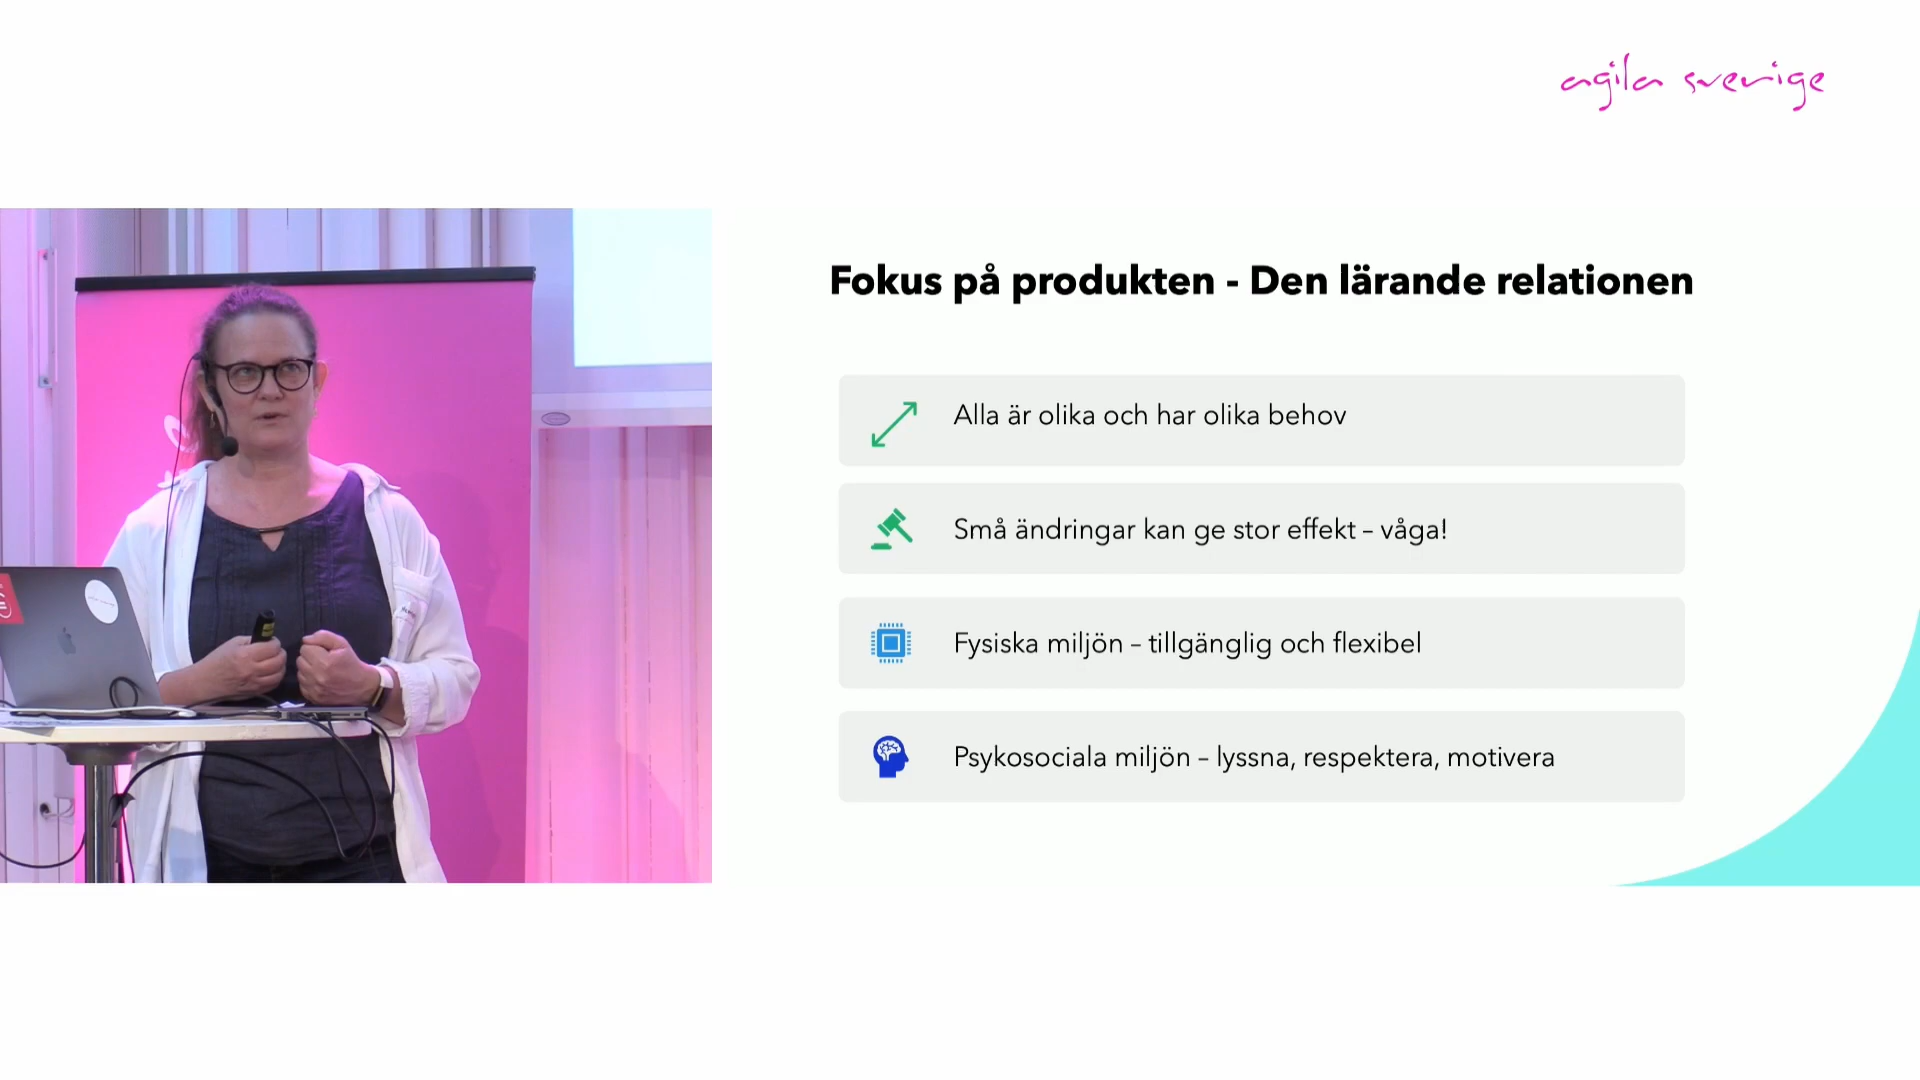 agila sverige
Fokus på produkten - Den lärande relationen
Alla är olika och har olika behov
Små ändringar kan ge stor effekt – våga!
Fysiska miljön – tillgänglig och flexibel
Psykosociala miljön – lyssna, respektera, motivera